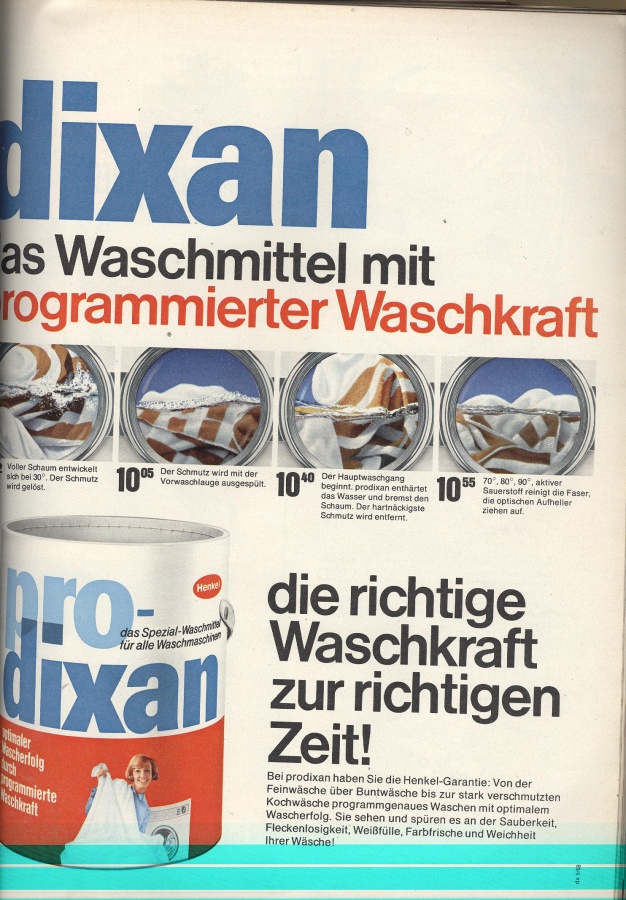 dixan
as Waschmittel mit
rogrammierter Waschkraft
Voller Schaum entwickelt
sich bei 30°. Der Schmutz
wird gelöst.
10 05
Der Schmutz wird mit der
Vorwaschlauge ausgespült.
10 40
Der Hauptwaschgang
beginnt. prodixan enthärtet
das Wasser und bremst den
Schaum. Der hartnäckigste
Schmutz wird entfernt.
10 55
70°, 80°, 90°, aktiver
Sauerstoff reinigt die Faser,
die optischen Aufheller
ziehen auf.
Henkel
pro-
das Spezial-Waschmittel
für alle Waschmaschinen
dixan
optimaler
Wascherfolg
durch
programmierte
Waschkraft
die richtige
Waschkraft
zur richtigen
Zeit!
Bei prodixan haben Sie die Henkel-Garantie: Von der
Feinwäsche über Buntwäsche bis zur stark verschmutzten
Kochwäsche programmgenaues Waschen mit optimalem
Wascherfolg. Sie sehen und spüren es an der Sauberkeit,
Fleckenlosigkeit, Weißfülle, Farbfrische und Weichheit
Ihrer Wäsche!